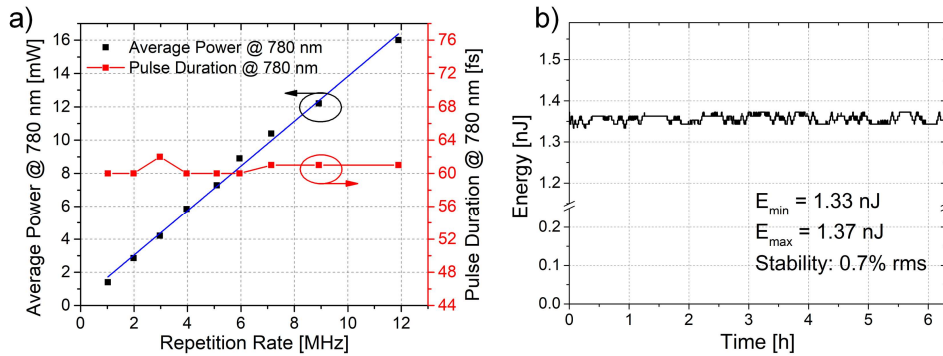 a)
Average Power @ 780 nm
Pulse Duration @ 780 nm
Average Power @ 780 nm [mW]
16
14
12
10
8
6
4
2
0
Pulse Duration @ 780 nm [fs]
76
72
68
64
60
56
52
48
44
0 2 4 6 8 10 12
Repetition Rate [MHz]
b)
Energy [nJ]
1.5
1.4
1.3
1.2
0.2
0.1
0.0
E min = 1.33 nJ
E max = 1.37 nJ
Stability: 0.7% rms
0 1 2 3 4 5 6
Time [h]